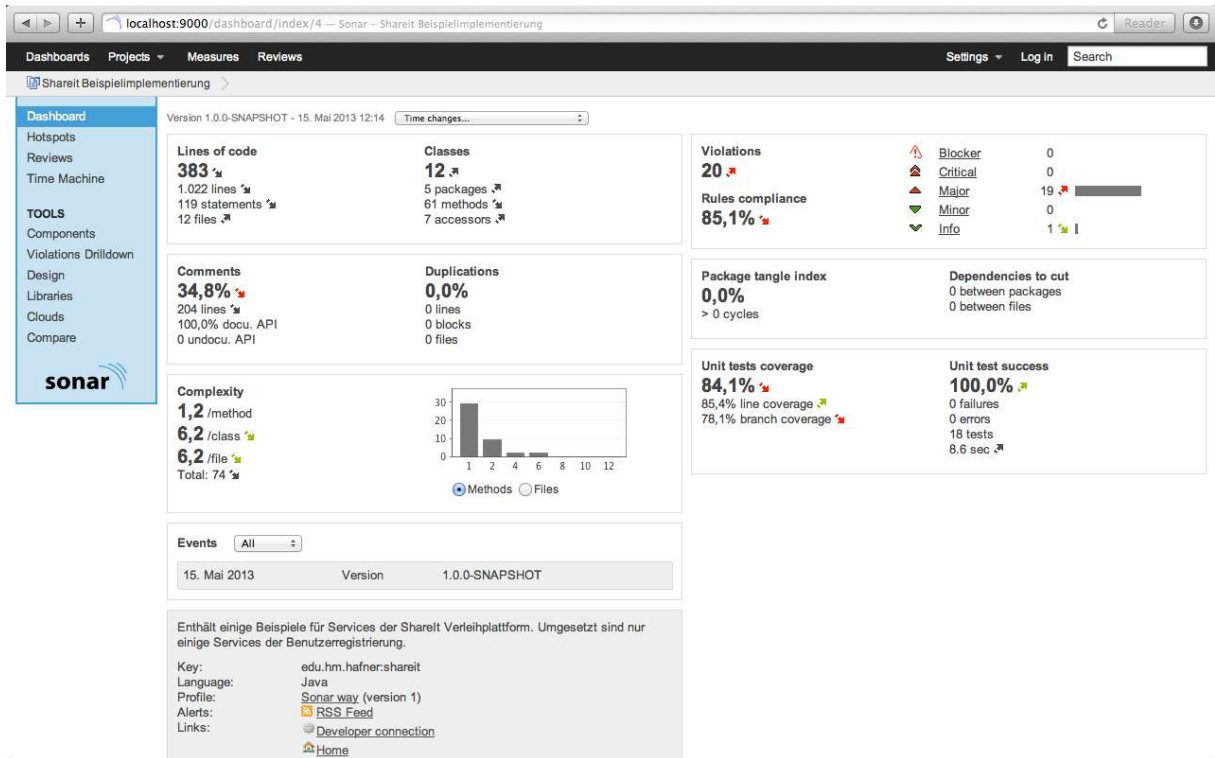 localhost:9000/dashboard/index/4 — Sonar – Shareit Beispielimplementierung
Reader
Dashboards Projects Measures Reviews
Settings Log in Search
Shareit Beispielimplementierung
Dashboard
Hotspots
Reviews
Time Machine
TOOLS
Components
Violations Drilldown
Design
Libraries
Clouds
Compare
sonar
Version 1.0.0-SNAPSHOT - 15. Mai 2013 12:14 Time changes...
Lines of code
383
1.022 lines
119 statements
12 files
Classes
12
5 packages
61 methods
7 accessors
Comments
34,8%
204 lines
100,0% docu. API
0 undocu. API
Duplications
0,0%
0 lines
0 blocks
0 files
Complexity
1,2 /method
6,2 /class
6,2 /file
Total: 74
30
20
10
0
1 2 4 6 8 10 12
Methods Files
Events All
15. Mai 2013 Version 1.0.0-SNAPSHOT
Enthält einige Beispiele für Services der ShareIt Verleihplattform. Umgesetzt sind nur
einige Services der Benutzerregistrierung.
Key: edu.hm.hafner:shareit
Language: Java
Profile: Sonar way (version 1)
Alerts: RSS Feed
Links: Developer connection
Home
Violations
20
Rules compliance
85,1%
Blocker 0
Critical 0
Major 19
Minor 0
Info 1
Package tangle index
0,0%
> 0 cycles
Dependencies to cut
0 between packages
0 between files
Unit tests coverage
84,1%
85,4% line coverage
78,1% branch coverage
Unit test success
100,0%
0 failures
0 errors
18 tests
8.6 sec